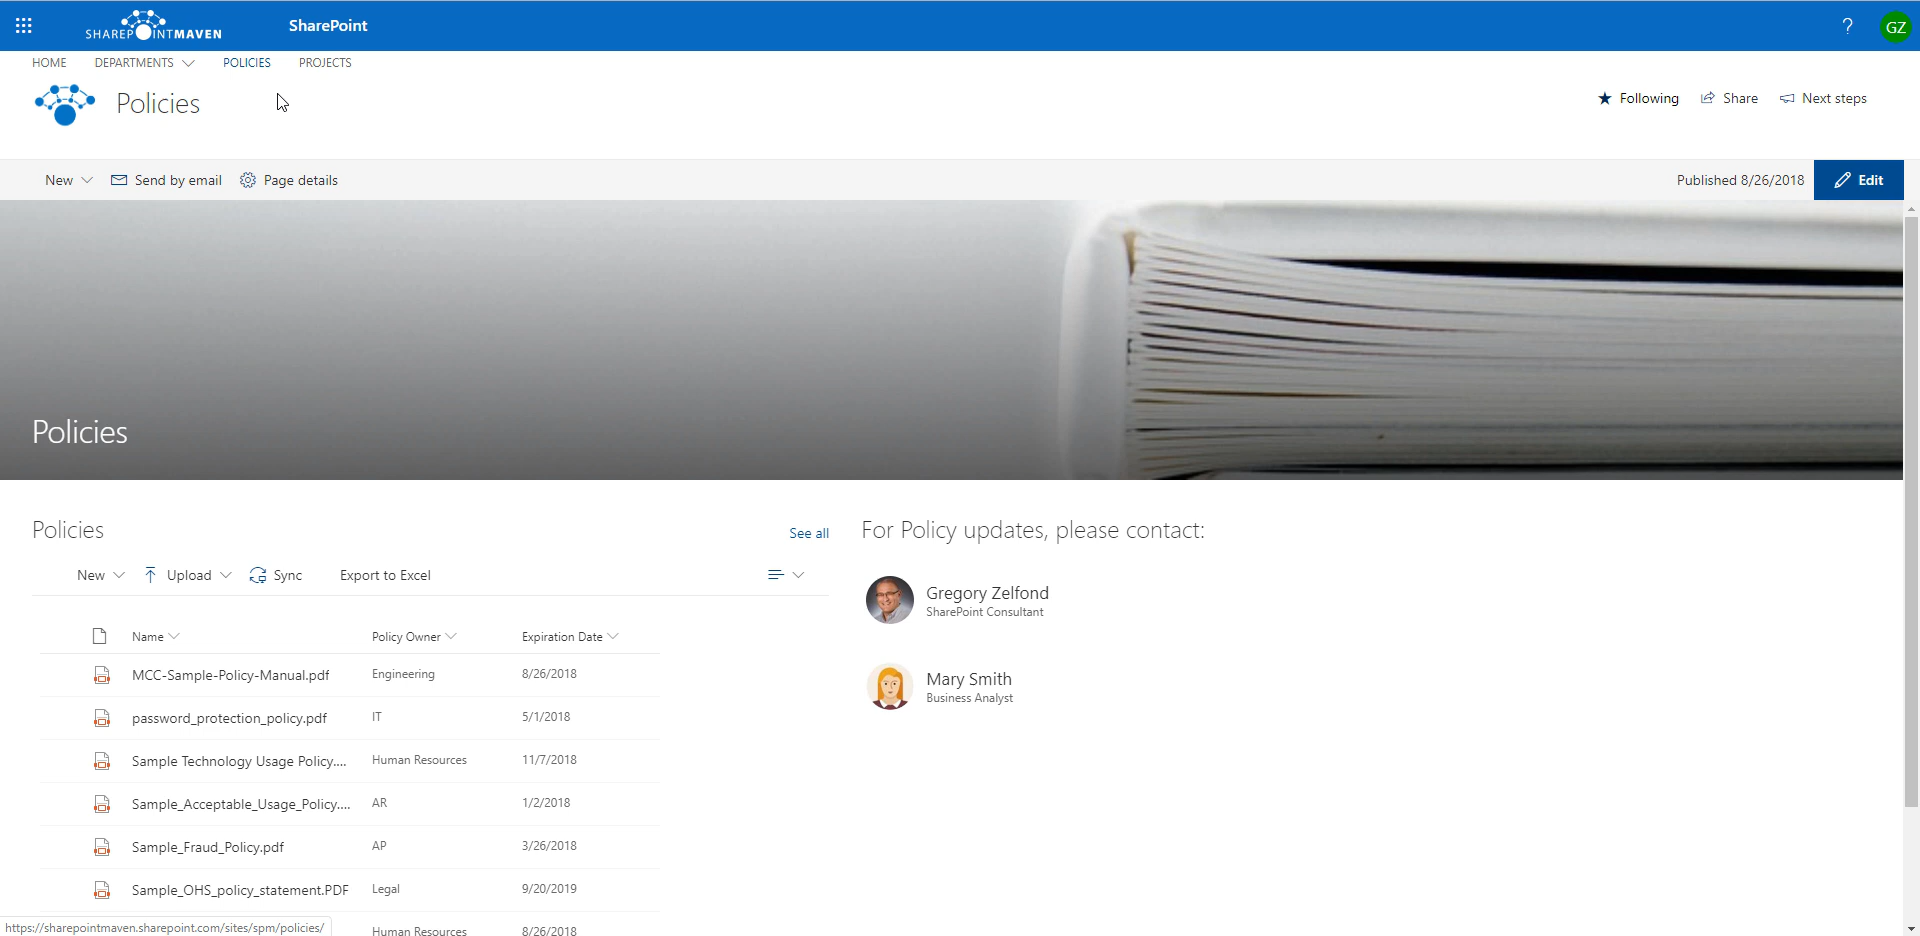 SHAREPOINTMAVEN SharePoint ? GZ
HOME DEPARTMENTS POLICIES PROJECTS
Policies Following Share Next steps
New Send by email Page details Published 8/26/2018 Edit
Policies
Policies See all For Policy updates, please contact:
New Upload Sync Export to Excel
Gregory Zelfond
SharePoint Consultant
Name Policy Owner Expiration Date
MCC-Sample-Policy-Manual.pdf Engineering 8/26/2018
Mary Smith
Business Analyst
password_protection_policy.pdf IT 5/1/2018
Sample Technology Usage Policy.... Human Resources 11/7/2018
Sample_Acceptable_Usage_Policy.... AR 1/2/2018
Sample_Fraud_Policy.pdf AP 3/26/2018
Sample_OHS_policy_statement.PDF Legal 9/20/2019
https://sharepointmaven.sharepoint.com/sites/spm/policies/ Human Resources 8/26/2018